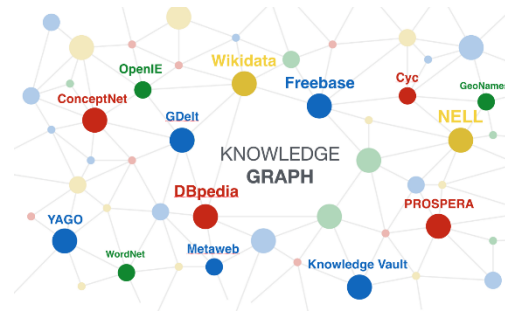 Wikidata
OpenIE
Freebase
Cyc
GeoNames
ConceptNet
GDelt
NELL
KNOWLEDGE
GRAPH
DBpedia
PROSPERA
YAGO
Metaweb
WordNet
Knowledge Vault